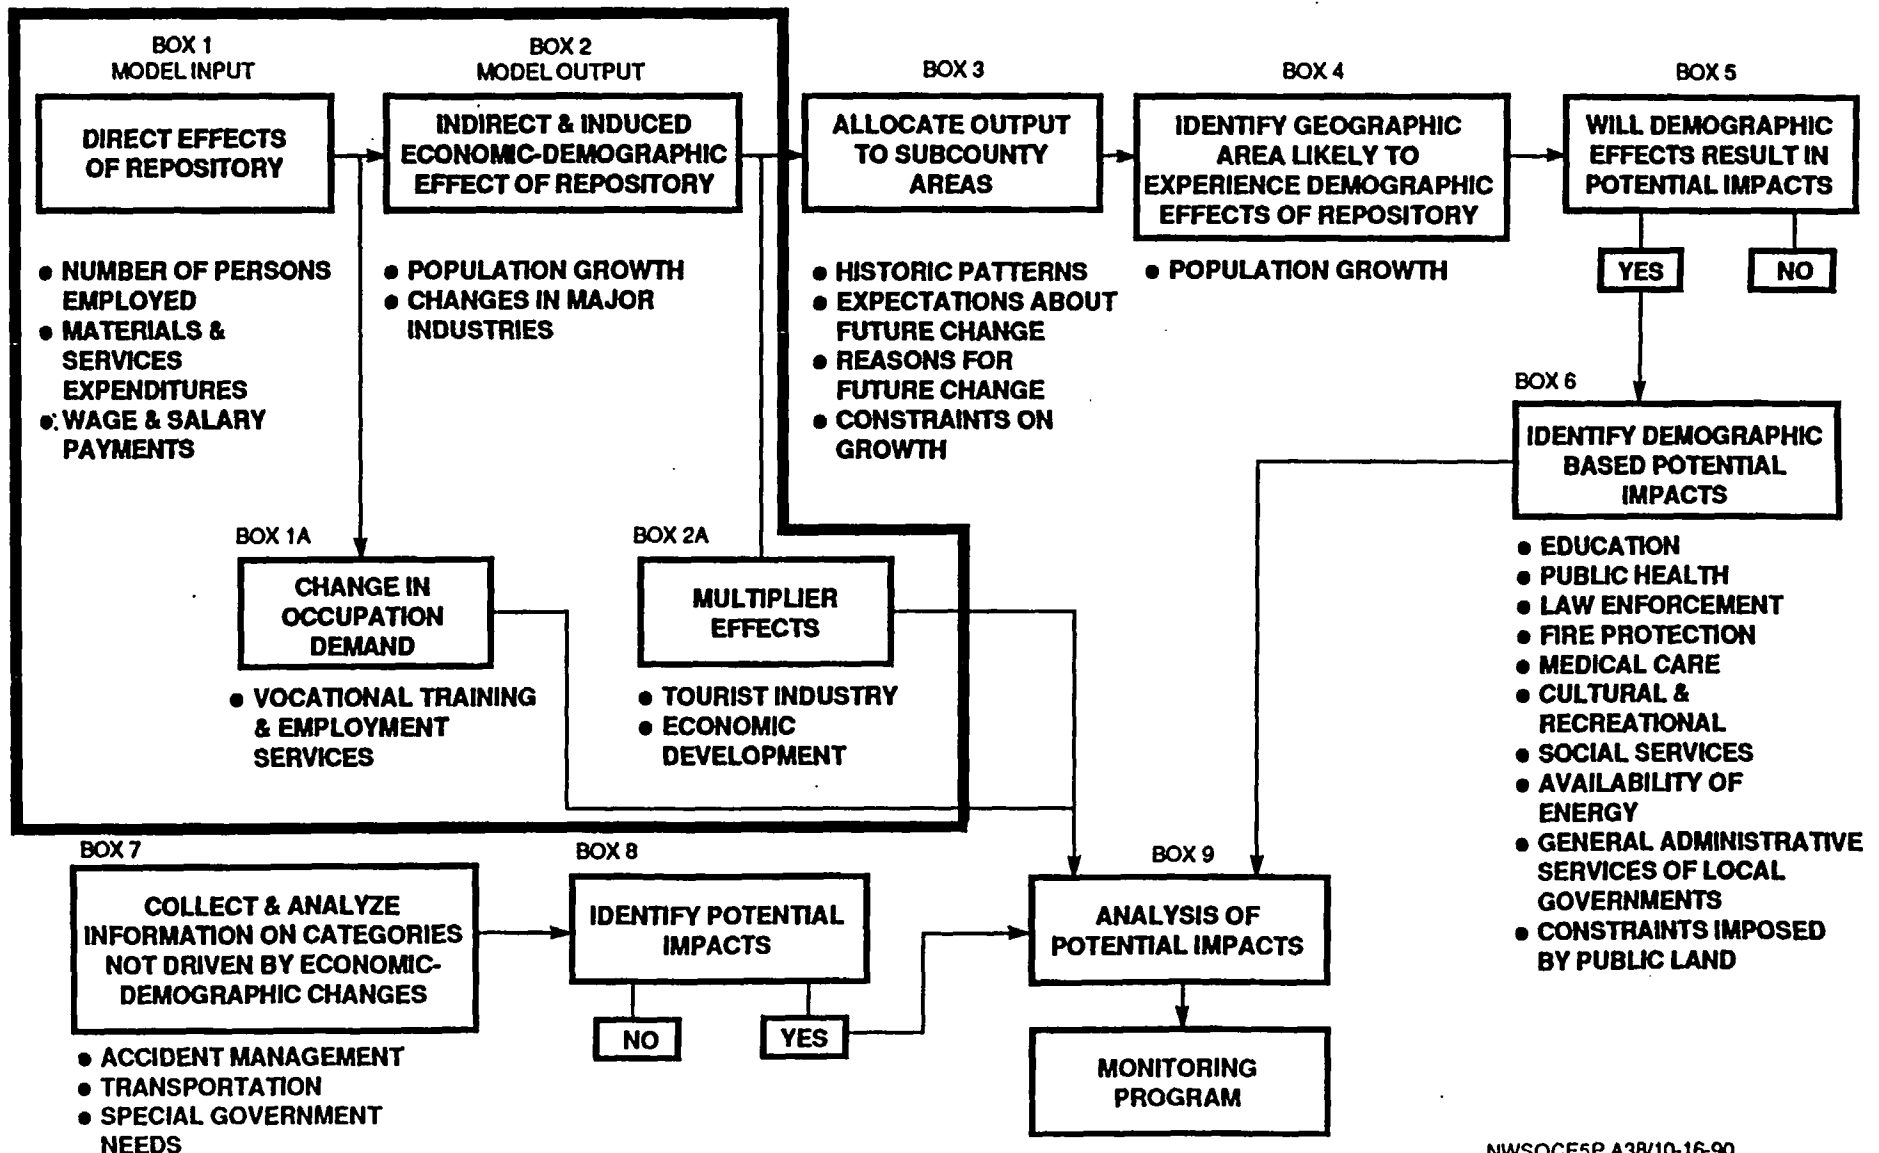 BOX 1
MODEL INPUT
DIRECT EFFECTS
OF REPOSITORY
● NUMBER OF PERSONS
EMPLOYED
● MATERIALS &
SERVICES
EXPENDITURES
● WAGE & SALARY
PAYMENTS
BOX 2
MODEL OUTPUT
INDIRECT & INDUCED
ECONOMIC-DEMOGRAPHIC
EFFECT OF REPOSITORY
● POPULATION GROWTH
● CHANGES IN MAJOR
INDUSTRIES
BOX 3
ALLOCATE OUTPUT
TO SUBCOUNTY
AREAS
● HISTORIC PATTERNS
● EXPECTATIONS ABOUT
FUTURE CHANGE
● REASONS FOR
FUTURE CHANGE
● CONSTRAINTS ON
GROWTH
BOX 4
IDENTIFY GEOGRAPHIC
AREA LIKELY TO
EXPERIENCE DEMOGRAPHIC
EFFECTS OF REPOSITORY
● POPULATION GROWTH
BOX 5
WILL DEMOGRAPHIC
EFFECTS RESULT IN
POTENTIAL IMPACTS
YES
NO
BOX 6
IDENTIFY DEMOGRAPHIC
BASED POTENTIAL
IMPACTS
● EDUCATION
● PUBLIC HEALTH
● LAW ENFORCEMENT
● FIRE PROTECTION
● MEDICAL CARE
● CULTURAL &
RECREATIONAL
● SOCIAL SERVICES
● AVAILABILITY OF
ENERGY
● GENERAL ADMINISTRATIVE
SERVICES OF LOCAL
GOVERNMENTS
● CONSTRAINTS IMPOSED
BY PUBLIC LAND
BOX 1A
CHANGE IN
OCCUPATION
DEMAND
● VOCATIONAL TRAINING
& EMPLOYMENT
SERVICES
BOX 2A
MULTIPLIER
EFFECTS
● TOURIST INDUSTRY
● ECONOMIC
DEVELOPMENT
BOX 7
COLLECT & ANALYZE
INFORMATION ON CATEGORIES
NOT DRIVEN BY ECONOMIC-
DEMOGRAPHIC CHANGES
● ACCIDENT MANAGEMENT
● TRANSPORTATION
● SPECIAL GOVERNMENT
NEEDS
BOX 8
IDENTIFY POTENTIAL
IMPACTS
NO
YES
BOX 9
ANALYSIS OF
POTENTIAL IMPACTS
MONITORING
PROGRAM
NWSOCE5P.A38/10-16-90